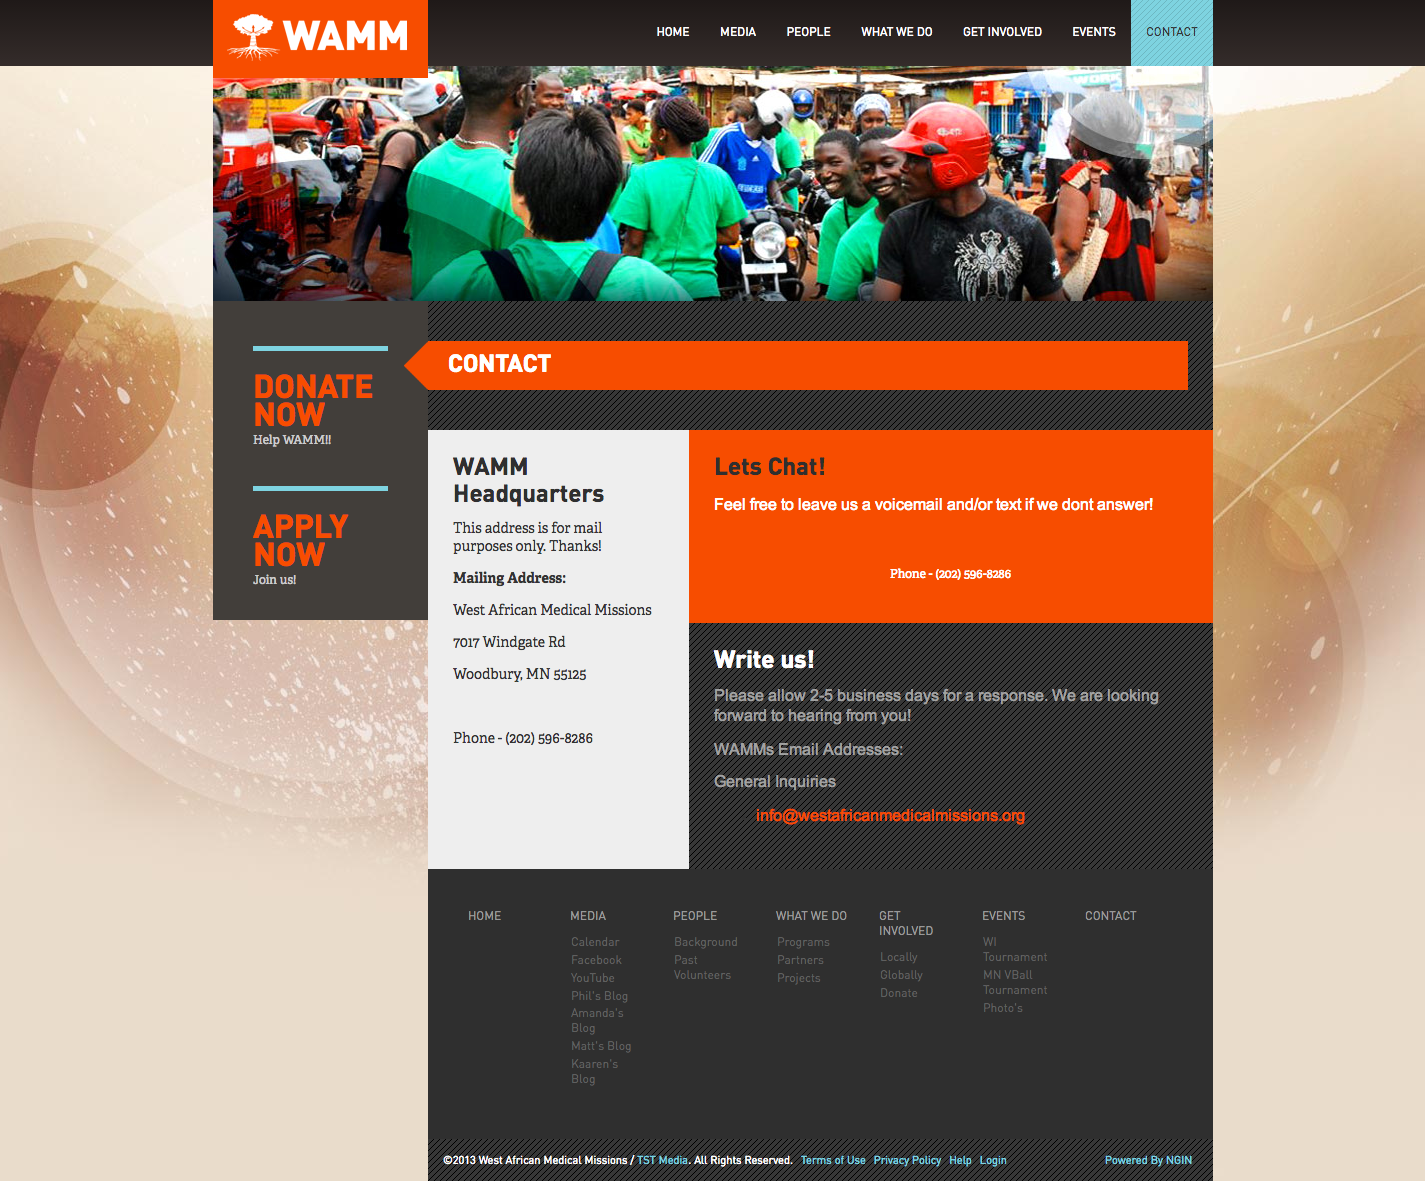 WAMM
HOME
MEDIA
PEOPLE
WHAT WE DO
GET INVOLVED
EVENTS
CONTACT
WORK
DONATE
NOW
Help WAMM!!
APPLY
NOW
Join us!
CONTACT
WAMM
Headquarters
This address is for mail
purposes only. Thanks!
Mailing Address:
West African Medical Missions
7017 Windgate Rd
Woodbury, MN 55125
Phone - (202) 596-8286
Lets Chat!
Feel free to leave us a voicemail and/or text if we dont answer!
Phone - (202) 596-8286
Write us!
Please allow 2-5 business days for a response. We are looking
forward to hearing from you!
WAMMs Email Addresses:
General Inquiries
info@westafricanmedicalmissions.org
HOME
MEDIA
Calendar
Facebook
YouTube
Phil's Blog
Amanda's
Blog
Matt's Blog
Kaaren's
Blog
PEOPLE
Background
Past
Volunteers
WHAT WE DO
Programs
Partners
Projects
GET
INVOLVED
Locally
Globally
Donate
EVENTS
WI
Tournament
MN VBall
Tournament
Photo's
CONTACT
©2013 West African Medical Missions / TST Media. All Rights Reserved. Terms of Use Privacy Policy Help Login
Powered By NGIN